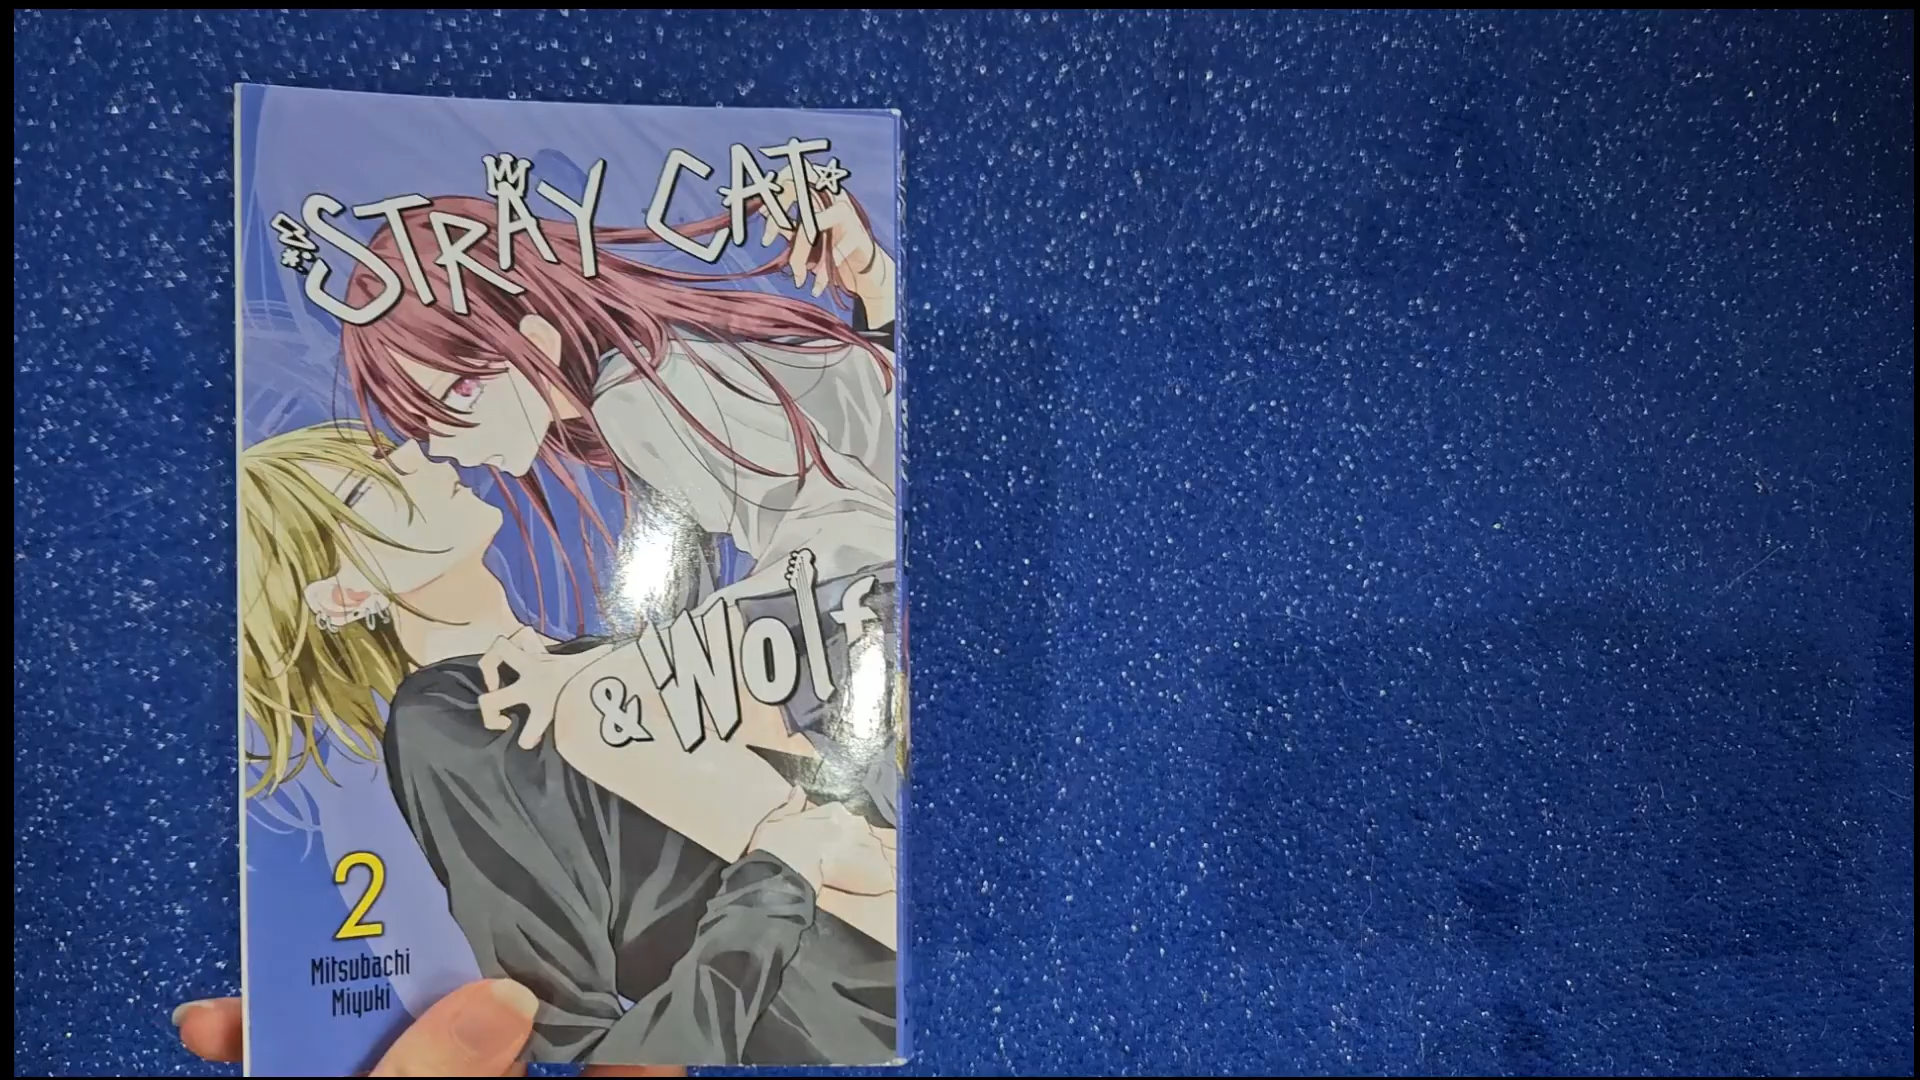 STRAY CAT
& Wolf
2
Mitsubachi
Miyuki